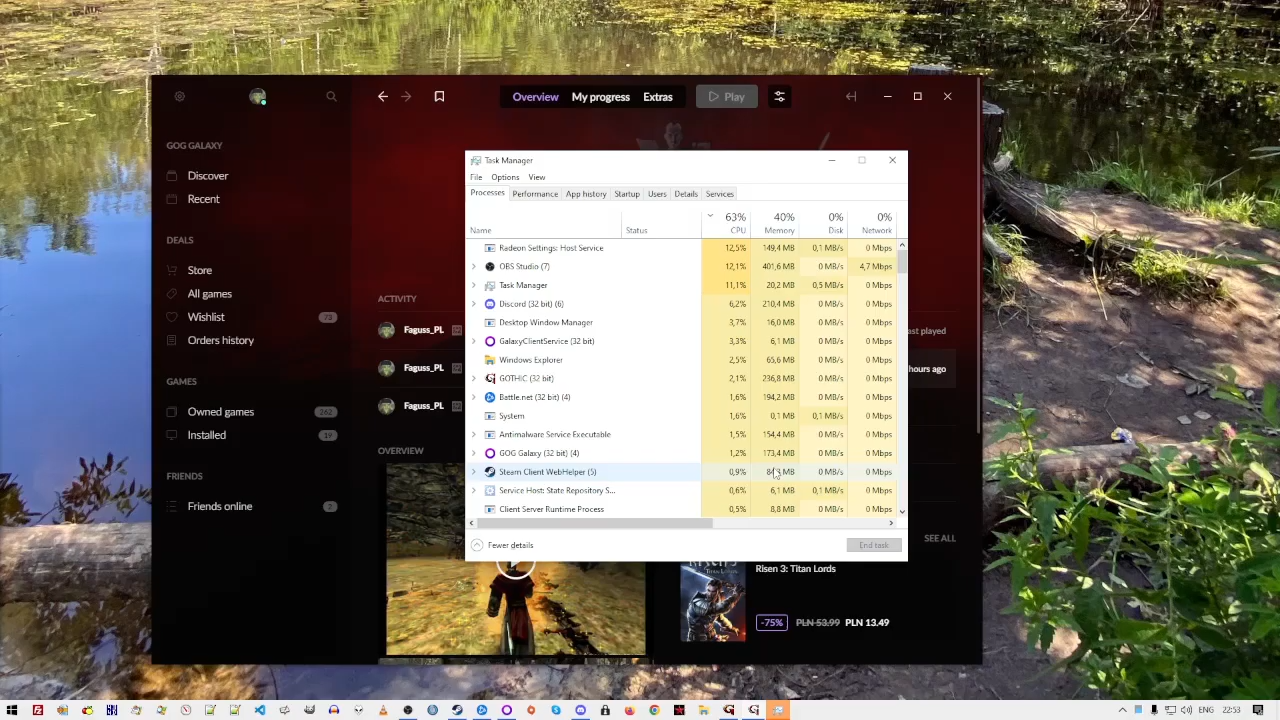 Overview My progress Extras Play
GOG GALAXY
Discover
Recent
DEALS
Store
All games
Wishlist 73
Orders history
GAMES
Owned games 262
Installed 19
FRIENDS
Friends online 2
ACTIVITY
Faguss_PL
Faguss_PL
Faguss_PL
ast played
hours ago
OVERVIEW
SEE ALL
Risen 3: Titan Lords
-75% PLN 53.99 PLN 13.49
Task Manager
File Options View
Processes Performance App history Startup Users Details Services
63% 40% 0% 0%
Name Status CPU Memory Disk Network
Radeon Settings: Host Service 12,5% 149,4 MB 0,1 MB/s 0 Mbps
OBS Studio (7) 12,1% 401,6 MB 0 MB/s 4,7 Mbps
Task Manager 11,1% 20,2 MB 0,5 MB/s 0 Mbps
Discord (32 bit) (6) 6,2% 210,4 MB 0 MB/s 0 Mbps
Desktop Window Manager 3,7% 16,0 MB 0 MB/s 0 Mbps
GalaxyClientService (32 bit) 3,3% 6,1 MB 0 MB/s 0 Mbps
Windows Explorer 2,5% 65,6 MB 0 MB/s 0 Mbps
GOTHIC (32 bit) 2,1% 236,8 MB 0 MB/s 0 Mbps
Battle.net (32 bit) (4) 1,6% 194,2 MB 0 MB/s 0 Mbps
System 1,6% 0,1 MB 0,1 MB/s 0 Mbps
Antimalware Service Executable 1,5% 154,4 MB 0 MB/s 0 Mbps
GOG Galaxy (32 bit) (4) 1,2% 173,4 MB 0 MB/s 0 Mbps
Steam Client WebHelper (5) 0,9% MB 0 MB/s 0 Mbps
Service Host: State Repository S... 0,6% 6,1 MB 0,1 MB/s 0 Mbps
Client Server Runtime Process 0,5% 8,8 MB 0 MB/s 0 Mbps
Fewer details End task
ENG 22:53